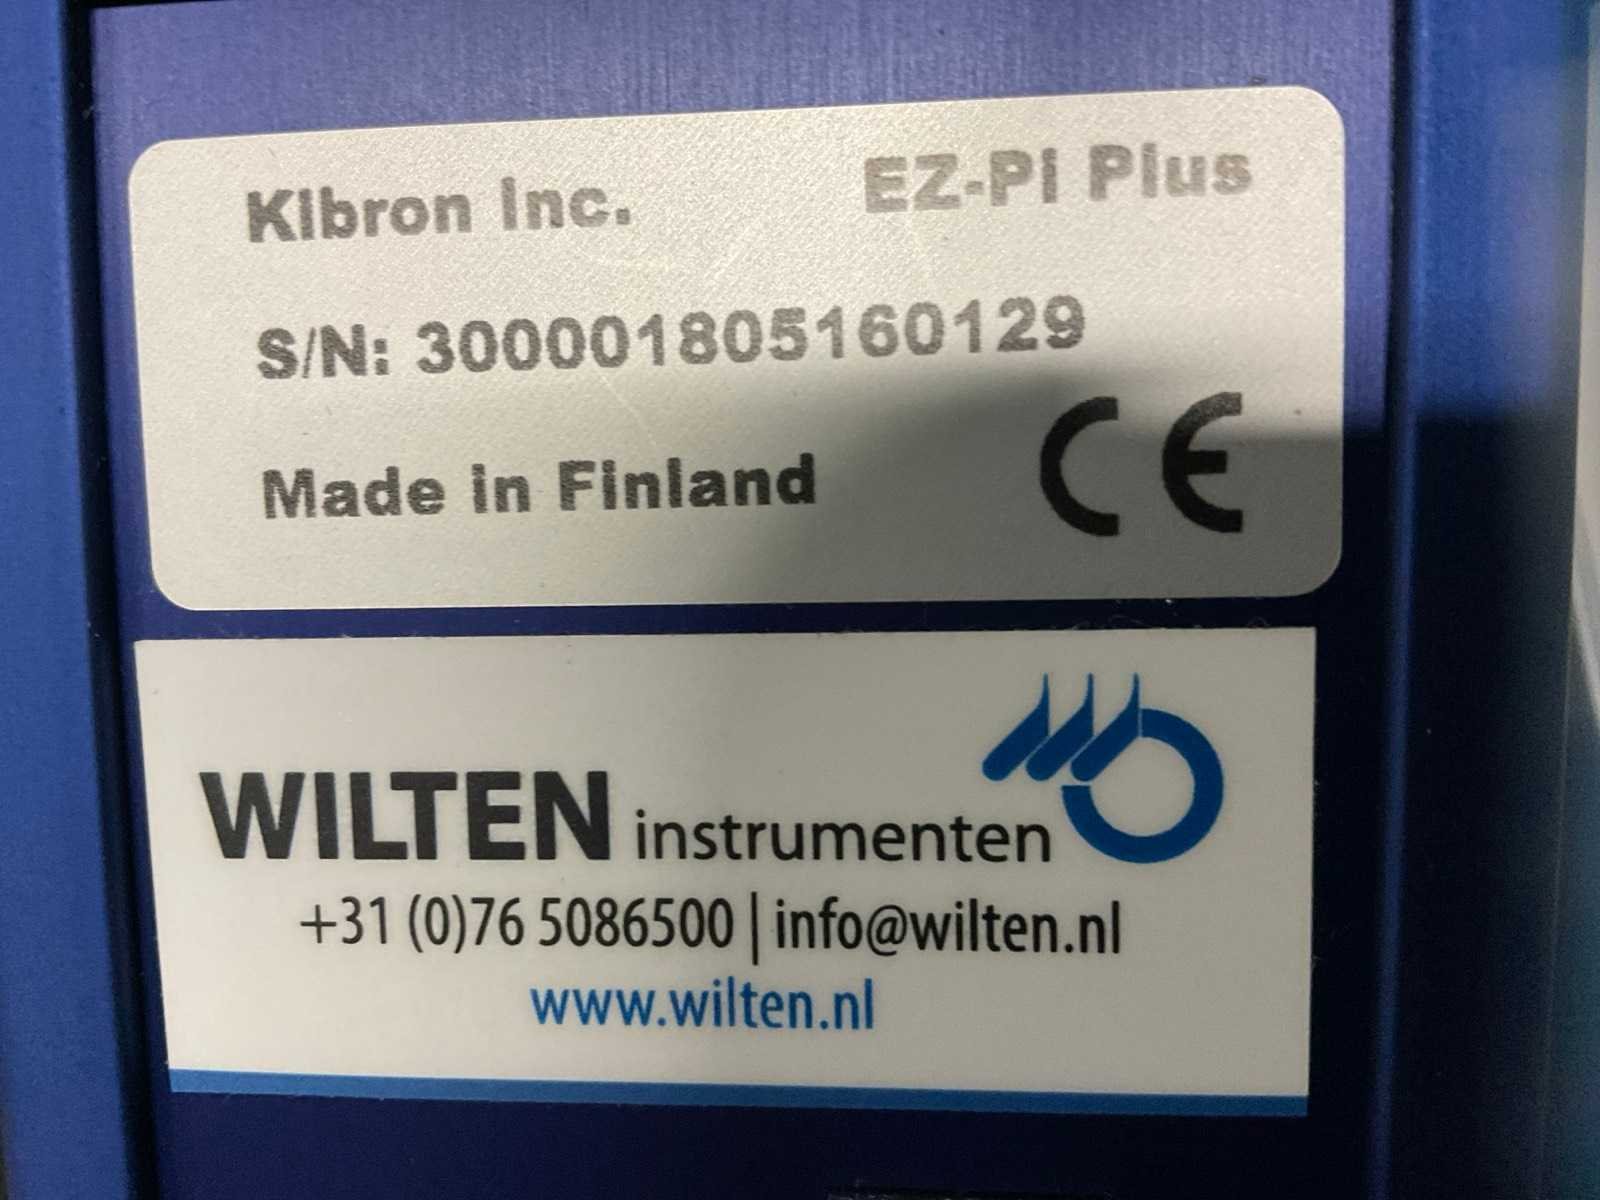 Kibron Inc. EZ-Pi Plus
S/N: 300001805160129
Made in Finland CE
WILTEN instrumenten
+31 (0)76 5086500 | info@wilten.nl
www.wilten.nl